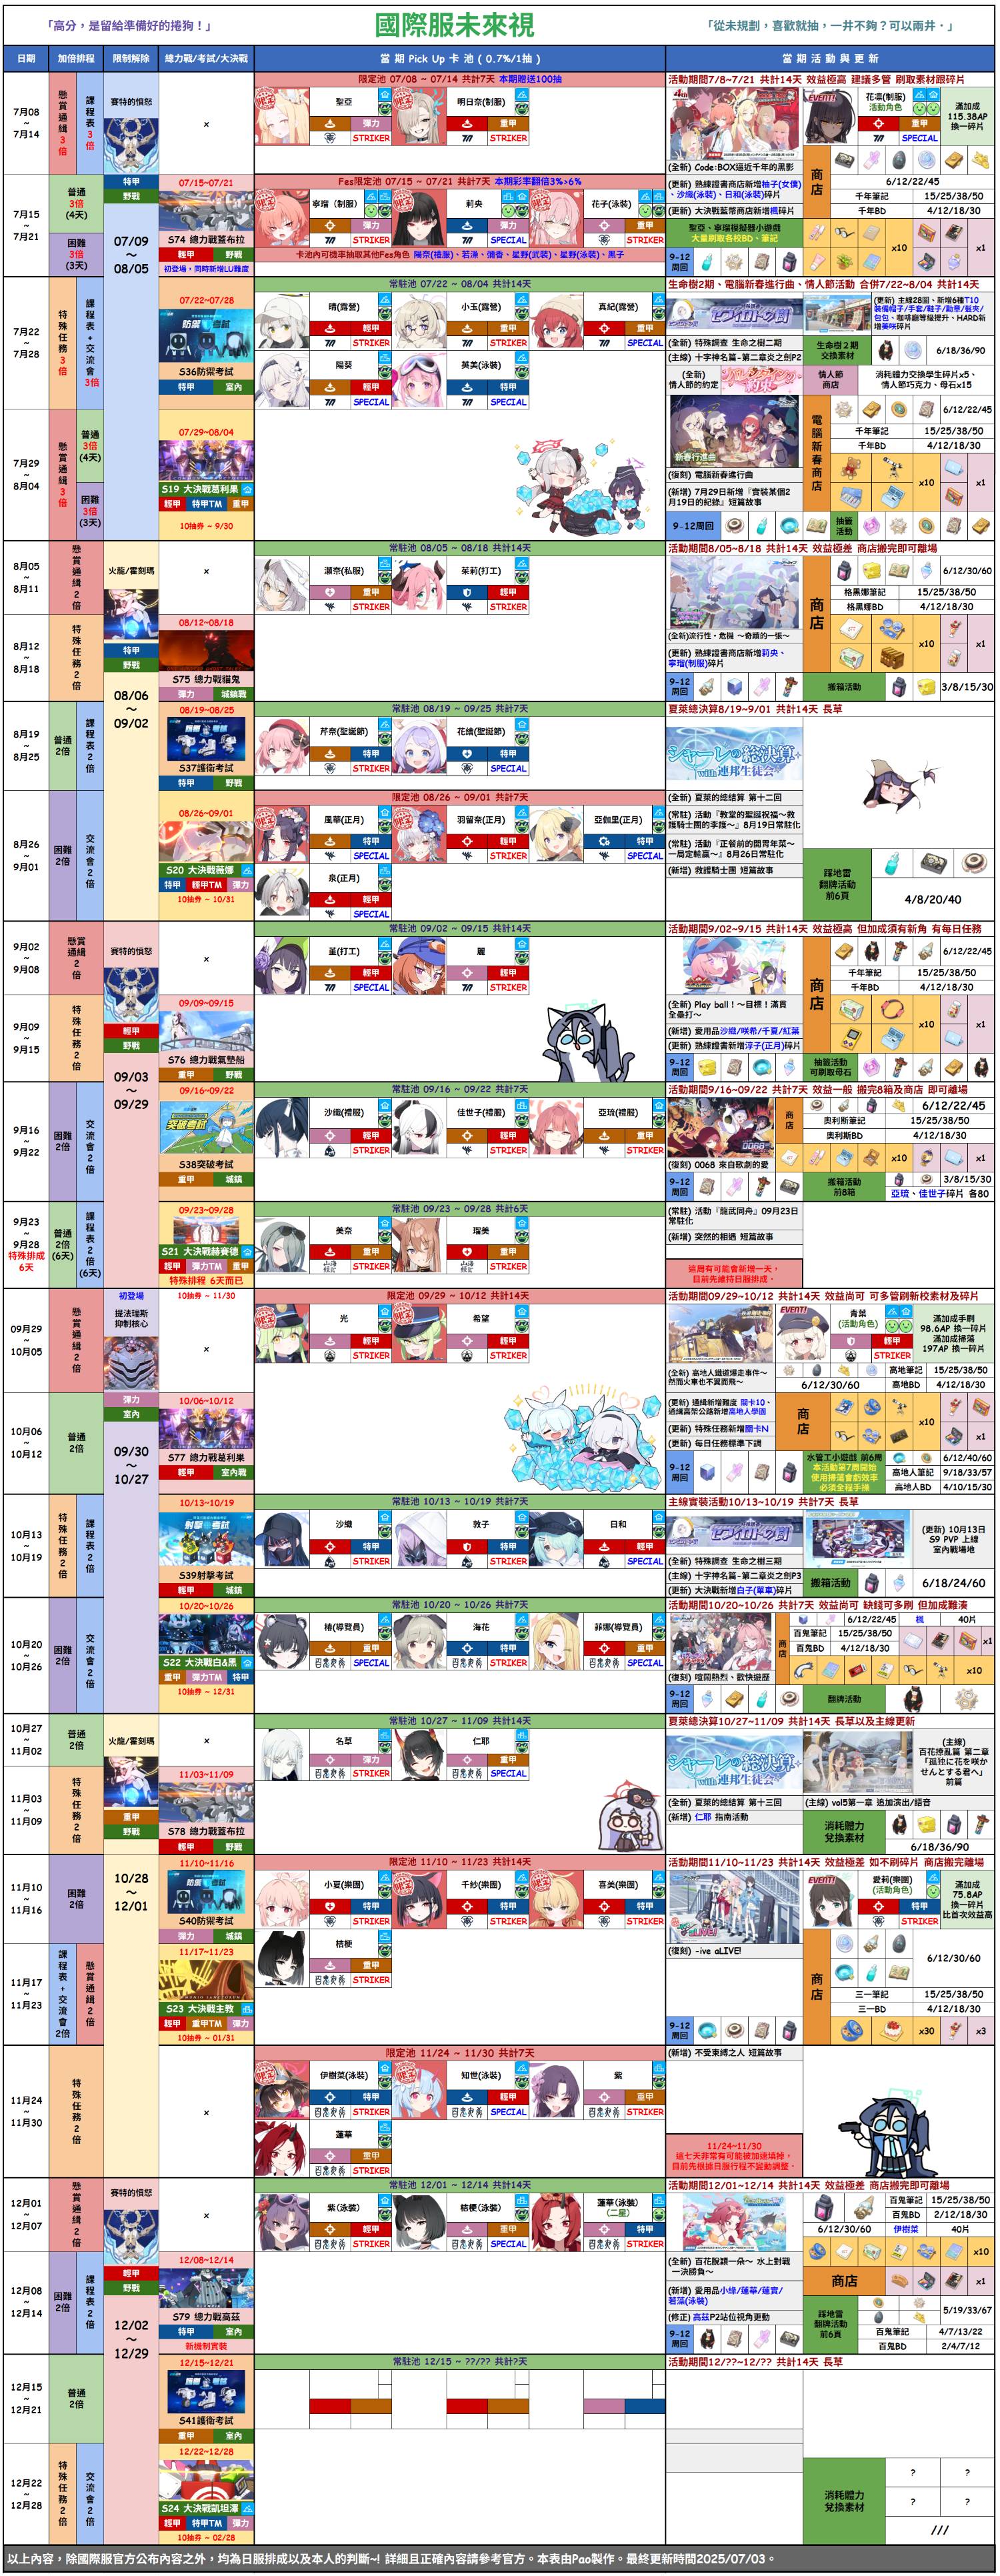 「高分，是留給準備好的捲狗！」
國際服未來視
「從未規劃，喜歡就抽，一井不夠？可以兩井。」
日期 加倍排程 限制解除 總力戰/考試/大決戰 當期 Pick Up 卡池 ( 0.7%/1抽 ) 當期活動與更新
7月08
~
7月14
懸賞通緝3倍
課程表3倍
賽特的憤怒
×
限定池 07/08 ~ 07/14 共計7天 本期贈送100抽
聖亞 彈力 STRIKER
明日奈(制服) 輕甲 STRIKER
活動期間7/8~7/21 共計14天 效益極高 建議多管 刷取素材跟碎片
(全新) Code:BOX逼近千年的黑影
EVENT! 花凜(制服)
活動角色
重甲 SPECIAL
滿加成
115.38AP
換一碎片
商店
6/12/22/45
千年筆記 15/25/38/50
千年BD 4/12/18/30
(更新) 熟練證書商店新增柚子(女僕)、沙織(泳裝)、日和(泳裝)碎片
(更新) 大決戰藍幣商店新增楓碎片
聖亞、寧瑠模擬器小遊戲
大量刷取各校BD、筆記
x10
x1
9-12
周回
7月15
~
7月21
普通
3倍
(4天)
困難
3倍
(3天)
特甲
野戰
07/09
~
08/05
07/15~07/21
S74 總力戰蓋布拉
初登場，同時新增LU難度
Fes限定池 07/15 ~ 07/21 共計7天 本期彩率翻倍3%>6%
寧瑠 (制服) 彈力 STRIKER
莉央 輕甲 SPECIAL
花子(泳裝) 特甲 STRIKER
卡池內可機率抽取其他Fes角色 陽奈(禮服)、若藻、彌香、星野(武裝)、星野(泳裝)、黑子
7月22
~
7月28
特殊任務3倍
課程表+交流會3倍
07/22~07/28
防禦 考試
S36防禦考試
特甲 室內
常駐池 07/22 ~ 08/04 共計14天
晴(露營) 輕甲 STRIKER
小玉(露營) 輕甲 SPECIAL
真紀(露營) 重甲 STRIKER
陽葵 重甲 SPECIAL
英美(泳裝) 特甲 SPECIAL
生命樹2期、電腦新春進行曲、情人節活動 合併7/22~8/04 共計14天
(更新) 主線28回、新增6種T10裝備帽子/手套/鞋子/勳章/髮夾/包包、咖啡廳等級提升、HARD新增美咲碎片
(全新) 特殊調查 生命之樹二期
(主線) 十字神名篇-第二章炎之劍P2
生命樹2期
交換素材
6/18/36/90
(全新)
情人節的約定
情人節
商店
消耗體力交換學生碎片x5、
情人節巧克力、母石x15
新春行進曲
電腦新春商店
6/12/22/45
千年筆記 15/25/38/50
千年BD 4/12/18/30
(復刻) 電腦新春進行曲
(新增) 7月29日新增『實裝某個2月19日的紀錄』短篇故事
x10
x1
9-12周回
抽籤
活動
7月29
~
8月04
懸賞通緝3倍
普通
3倍
(4天)
困難
3倍
(3天)
07/29~08/04
S19 大決戰葛利果
輕甲 特甲TM 重甲
10抽券 ~ 9/30
8月05
~
8月11
懸賞通緝2倍
火龍/霍刻瑪
×
常駐池 08/05 ~ 08/18 共計14天
瀨奈(私服) 重甲 STRIKER
茱莉(打工) 輕甲 STRIKER
活動期間8/05~8/18 共計14天 效益極差 商店搬完即可離場
(全新)流行性・危機 ～奇蹟的一張～
(更新) 熟練證書商店新增莉央、寧瑠(制服)碎片
商店
6/12/30/60
格黑娜筆記 15/25/38/50
格黑娜BD 4/12/18/30
x10
x1
9-12
周回
搬箱活動 3/8/15/30
8月12
~
8月18
特殊任務2倍
特甲
野戰
08/06
~
09/02
08/12~08/18
S75 總力戰貓鬼
彈力 城鎮戰
8月19
~
8月25
普通
2倍
課程表2倍
08/19~08/25
護衛 考試
S37護衛考試
特甲 野戰
常駐池 08/19 ~ 09/25 共計7天
芹奈(聖誕節) 特甲 STRIKER
花繪(聖誕節) 特甲 SPECIAL
夏萊總決算8/19~9/01 共計14天 長草
シャーレの総決算
with 連邦生徒会
(全新) 夏萊的總結算 第十二回
(常駐) 活動『教堂的聖誕祝福～救護騎士團的李護～』8月19日常駐化
(常駐) 活動『正餐前的開胃年菜～一局定輸贏～』8月26日常駐化
(新增) 救護騎士團 短篇故事
踩地雷
翻牌活動
前6頁
4/8/20/40
8月26
~
9月01
困難
2倍
交流會2倍
08/26~09/01
S20 大決戰薇娜
特甲 輕甲TM 彈力
10抽券 ~ 10/31
限定池 08/26 ~ 09/01 共計7天
風華(正月) 重甲 SPECIAL
羽留奈(正月) 輕甲 STRIKER
亞伽里(正月) 特甲 SPECIAL
泉(正月) 輕甲 SPECIAL
9月02
~
9月08
懸賞通緝2倍
賽特的憤怒
×
常駐池 09/02 ~ 09/15 共計14天
堇(打工) 輕甲 SPECIAL
麗 輕甲 STRIKER
活動期間9/02~9/15 共計14天 效益極高 但加成須有新角 有每日任務
(全新) Play ball！～目標！滿貫全壘打～
(新增) 愛用品沙織/咲希/千夏/紅葉
(更新) 熟練證書新增淳子(正月)碎片
商店
6/12/22/45
千年筆記 15/25/38/50
千年BD 4/12/18/30
x10
x1
9-12
周回
抽籤活動
可刷取母石
9月09
~
9月15
特殊任務2倍
輕甲
野戰
09/03
~
09/29
09/09~09/15
S76 總力戰氣墊船
重甲 野戰
9月16
~
9月22
困難
2倍
交流會2倍
09/16~09/22
突破考試
S38突破考試
重甲 城鎮
常駐池 09/16 ~ 09/22 共計7天
沙織(禮服) 輕甲 STRIKER
佳世子(禮服) 輕甲 STRIKER
亞瑠(禮服) 重甲 STRIKER
活動期間9/16~09/22 共計7天 效益一般 搬完8箱及商店 即可離場
(復刻) 0068 來自歌劇的愛
商店
6/12/22/45
奧利斯筆記 15/25/38/50
奧利斯BD 4/12/18/30
x10
x1
9-12
周回
搬箱活動
前8箱
3/8/15/30
亞瑠、佳世子碎片 各80
9月23
~
9月28
特殊排成
6天
普通
2倍
(6天)
課程表2倍(6天)
09/23~09/28
S21 大決戰赫賽德
輕甲 彈力TM 重甲
特殊排程 6天而已
10抽券 ~ 11/30
常駐池 09/23 ~ 09/28 共計6天
美奈 重甲 STRIKER
瑠美 重甲 STRIKER
(常駐) 活動『龍武同舟』09月23日常駐化
(新增) 突然的相遇 短篇故事
這周有可能會新增一天，
目前先維持日服排成．
09月29
~
10月05
懸賞通緝2倍
初登場
提法瑞斯
抑制核心
×
限定池 09/29 ~ 10/12 共計14天
光 重甲 STRIKER
希望 重甲 STRIKER
活動期間09/29~10/12 共計14天 效益尚可 可多管刷新校素材及碎片
(全新) 高地人鐵道爆走事件～然而火車也不翼而飛～
EVENT! 青葉
(活動角色)
輕甲 STRIKER
滿加成手刷
98.6AP 換一碎片
滿加成掃蕩
197AP 換一碎片
6/12/30/60
高地筆記 15/25/38/50
高地BD 4/12/18/30
(更新) 通緝新增難度 關卡10、通緝高架公路新增高地人學園
(更新) 特殊任務新增關卡N
(更新) 每日任務標準下調
商店
x10
x1
9-12
周回
水管工小遊戲 前6周
本活動第7周開始
使用掃蕩會虧效率
必須全程手操
6/12/40/60
高地人筆記 9/18/33/57
高地人BD 4/10/15/30
10月06
~
10月12
普通
2倍
彈力
室內
09/30
~
10/27
10/06~10/12
S77 總力戰葛利果
輕甲 室內戰
10月13
~
10月19
特殊任務2倍
課程表2倍
10/13~10/19
射擊 考試
S39射擊考試
輕甲 城鎮
常駐池 10/13 ~ 10/19 共計7天
沙織 特甲 STRIKER
敦子 特甲 STRIKER
日和 輕甲 STRIKER
主線實裝活動10/13~10/19 共計7天 長草
(更新) 10月13日
S9 PVP 上線
室內戰場地
(全新) 特殊調查 生命之樹三期
(主線) 十字神名篇-第二章炎之劍P3
(更新) 大決戰新增白子(單車)碎片
搬箱活動 6/18/24/60
10月20
~
10月26
困難
2倍
交流會2倍
10/20~10/26
S22 大決戰白&黑
重甲 彈力TM 特甲
10抽券 ~ 12/31
常駐池 10/20 ~ 10/26 共計7天
椿(導覽員) 重甲 SPECIAL
海花 特甲 STRIKER
菲娜(導覽員) 重甲 SPECIAL
活動期間10/20~10/26 共計7天 效益尚可 缺錢可多刷 但加成難湊
(復刻) 喧鬧熱烈、歡快遊歷
商店
6/12/22/45 楓 40片
百鬼筆記 15/25/38/50
百鬼BD 4/12/18/30
x1
x10
9-12
周回
翻牌活動
10月27
~
11月02
普通
2倍
火龍/霍刻瑪
×
常駐池 10/27 ~ 11/09 共計14天
名草 彈力 STRIKER
仁耶 特甲 SPECIAL
夏萊總決算10/27~11/09 共計14天 長草以及主線更新
シャーレの総決算
with 連邦生徒会
(主線)
百花撩亂篇 第二章
「孤独に花を咲かせんとする君へ」
前篇
(全新) 夏萊的總結算 第十三回
(主線) vol5第一章 追加演出/語音
(新增) 仁耶 指南活動
消耗體力
兌換素材
6/18/36/90
11月03
~
11月09
特殊任務2倍
重甲
野戰
11/03~11/09
S78 總力戰蓋布拉
輕甲 野戰
11月10
~
11月16
困難
2倍
10/28
~
12/01
11/10~11/16
防禦 考試
S40防禦考試
彈力 城鎮
限定池 11/10 ~ 11/23 共計14天
小夏(樂團) 特甲 STRIKER
千紗(樂團) 特甲 STRIKER
喜美(樂團) 特甲 STRIKER
桔梗 重甲 STRIKER
活動期間11/10~11/23 共計14天 效益極差 如不刷碎片 商店搬完離場
(復刻) -ive aLIVE!
EVENT! 愛莉(樂團)
(活動角色)
特甲 STRIKER
滿加成
75.8AP
換一碎片
比首次效益高
商店
6/12/30/60
三一筆記 15/25/38/50
三一BD 4/12/18/30
x30
x3
9-12
周回
11月17
~
11月23
課程表+交流會2倍
懸賞通緝2倍
11/17~11/23
S23 大決戰主教
輕甲 重甲TM 彈力
10抽券 ~ 01/31
11月24
~
11月30
特殊任務2倍
×
限定池 11/24 ~ 11/30 共計7天
伊樹菜(泳裝) 特甲 STRIKER
知世(泳裝) 輕甲 SPECIAL
紫 重甲 STRIKER
蓮華 重甲 STRIKER
(新增) 不受束縛之人 短篇故事
11/24~11/30
這七天非常有可能被加速填掉，
目前先根據日服行程不變動調整．
12月01
~
12月07
懸賞通緝2倍
賽特的憤怒
×
常駐池 12/01 ~ 12/14 共計14天
紫(泳裝) 輕甲 STRIKER
桔梗(泳裝) 重甲 SPECIAL
蓮華(泳裝)
(二星)
特甲 STRIKER
活動期間12/01~12/14 共計14天 效益極差 商店搬完即可離場
(全新) 百花脫穎一朵～ 水上對戰一決勝負～
(新增) 愛用品小綠/蓮華/蓮實/若藻(泳裝)
(修正) 高茲P2站位視角更動
百鬼筆記 15/25/38/50
百鬼BD 2/12/18/30
6/12/30/60 伊樹菜 40片
x10
商店
x1
9-12
周回
踩地雷
翻牌活動
前6頁
5/19/33/67
百鬼筆記 4/7/13/22
百鬼BD 2/4/7/12
12月08
~
12月14
困難
2倍
課程表2倍
輕甲
野戰
12/02
~
12/29
12/08~12/14
S79 總力戰高茲
特甲 室內
新機制實裝
12月15
~
12月21
普通
2倍
12/15~12/21
護衛 考試
S41護衛考試
重甲 室內
常駐池 12/15 ~ ??/?? 共計?天
活動期間12/??~12/?? 共計14天 長草
12月22
~
12月28
特殊任務2倍
交流會2倍
12/22~12/28
S24 大決戰凱坦澤
輕甲 特甲TM 彈力
10抽券 ~ 02/28
消耗體力
兌換素材
? ?
? ?
///
以上內容，除國際服官方公布內容之外，均為日服排成以及本人的判斷~! 詳細且正確內容請參考官方。本表由Pao製作。最終更新時間2025/07/03。